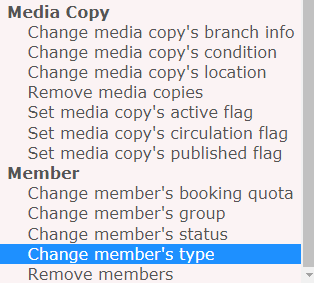 Media Copy
Change media copy's branch info
Change media copy's condition
Change media copy's location
Remove media copies
Set media copy's active flag
Set media copy's circulation flag
Set media copy's published flag
Member
Change member's booking quota
Change member's group
Change member's status
Change member's type
Remove members